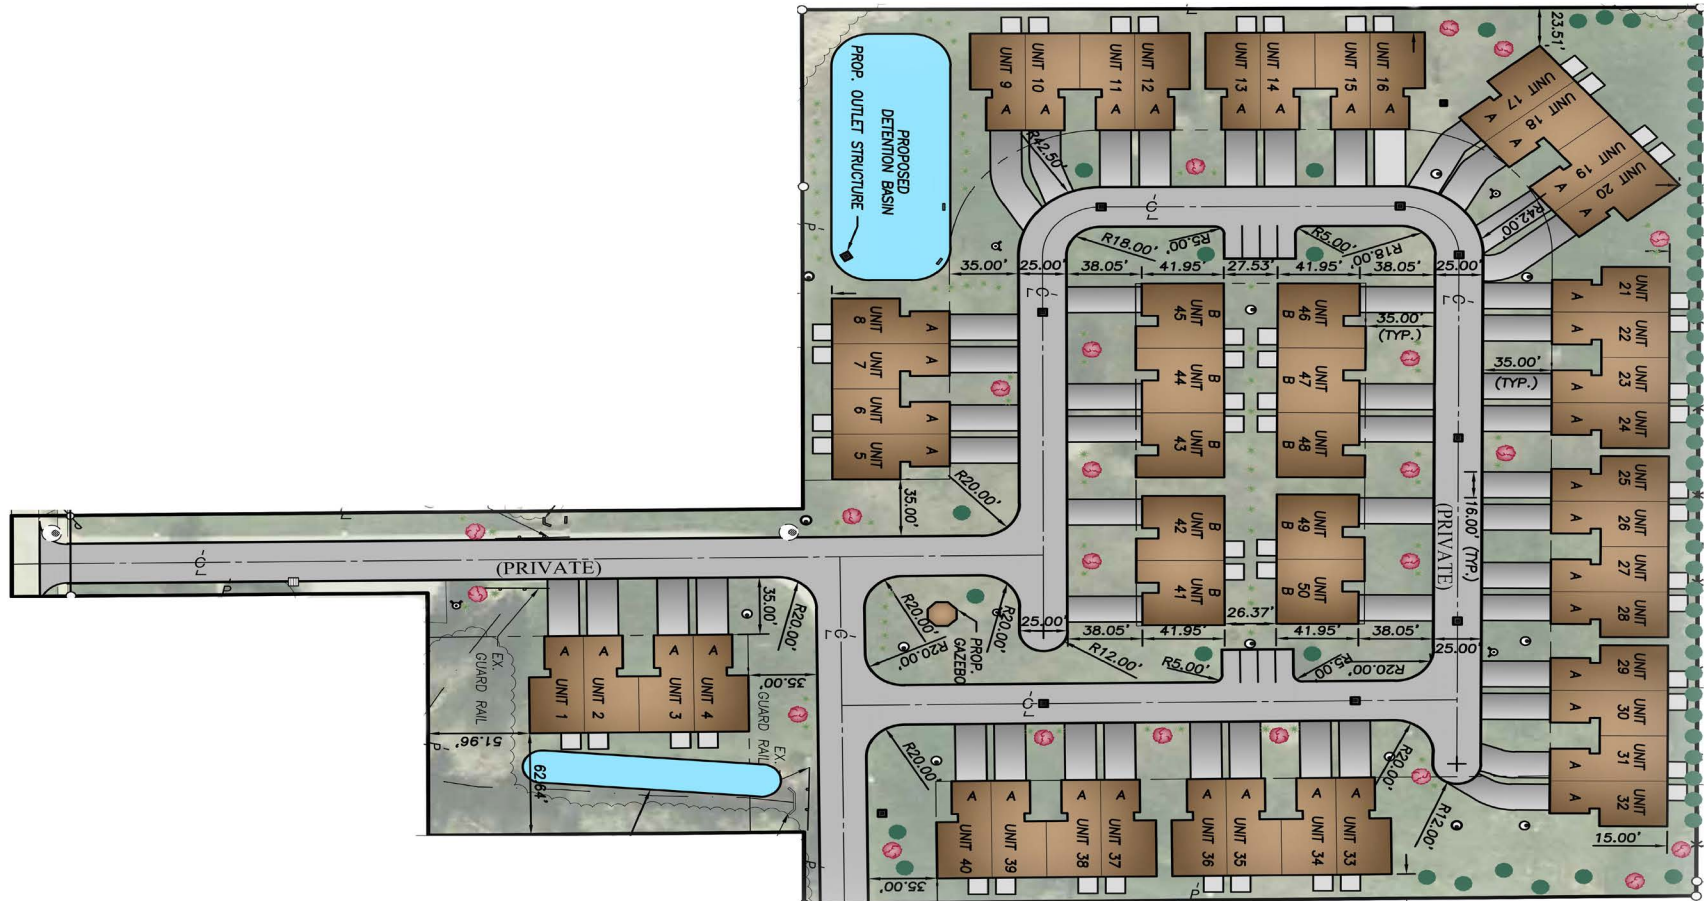 PROPOSED
DETENTION BASIN
PROP. OUTLET STRUCTURE
UNIT 9
A
UNIT 10
A
UNIT 11
A
UNIT 12
A
UNIT 13
A
UNIT 14
A
UNIT 15
A
UNIT 16
A
23.51'
UNIT 17
A
UNIT 18
A
UNIT 19
A
UNIT 20
A
R42.50'
R42.00'
R18.00'
R5.00'
R5.00'
R18.00'
35.00'
25.00'
38.05'
41.95'
27.53'
41.95'
38.05'
25.00'
UNIT 8
A
UNIT 7
A
UNIT 6
A
UNIT 5
A
35.00'
R20.00'
UNIT 45
B
UNIT 44
B
UNIT 43
B
UNIT 42
B
UNIT 41
B
UNIT 46
B
UNIT 47
B
UNIT 48
B
UNIT 49
B
UNIT 50
B
35.00'
(TYP.)
35.00'
(TYP.)
UNIT 21
A
UNIT 22
A
UNIT 23
A
UNIT 24
A
UNIT 25
A
UNIT 26
A
UNIT 27
A
UNIT 28
A
UNIT 29
A
UNIT 30
A
UNIT 31
A
UNIT 32
A
(PRIVATE)
16.00' (TYP.)
(PRIVATE)
CL
CL
CL
CL
CL
CL
35.00'
R20.00'
R20.00'
R20.00'
R20.00'
PROP.
GAZEBO
25.00'
38.05'
41.95'
26.37'
41.95'
38.05'
25.00'
R12.00'
R5.00'
R5.00'
R20.00'
UNIT 1
A
UNIT 2
A
UNIT 3
A
UNIT 4
A
EX.
GUARD RAIL
EX.
GUARD RAIL
35.00'
51.96'
62.64'
R20.00'
R20.00'
R12.00'
15.00'
UNIT 40
A
UNIT 39
A
UNIT 38
A
UNIT 37
A
UNIT 36
A
UNIT 35
A
UNIT 34
A
UNIT 33
A
35.00'